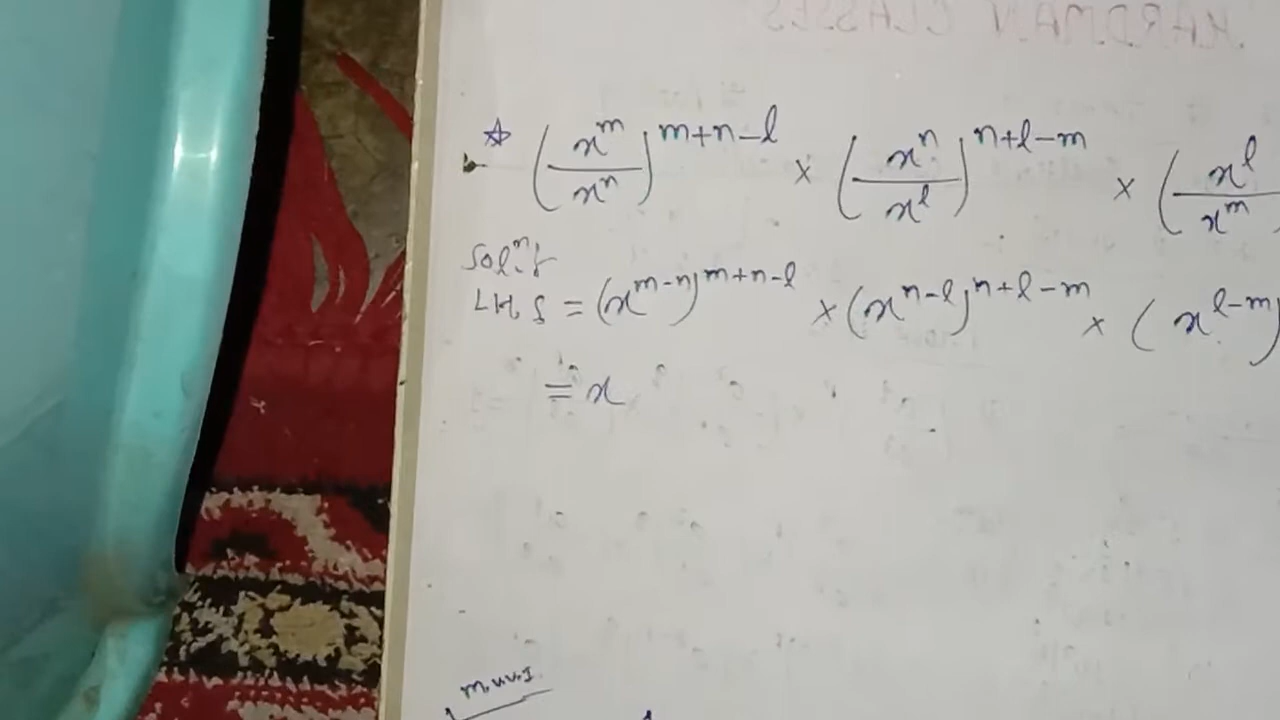 HARDMAN CLASSES
☆ (x^m/x^n)^{m+n-l} × (x^n/x^l)^{n+l-m} × (x^l/x^m)
Sol^n:-
LHS = (x^{m-n})^{m+n-l} × (x^{n-l})^{n+l-m} × (x^{l-m})
= x
m.v.v.I